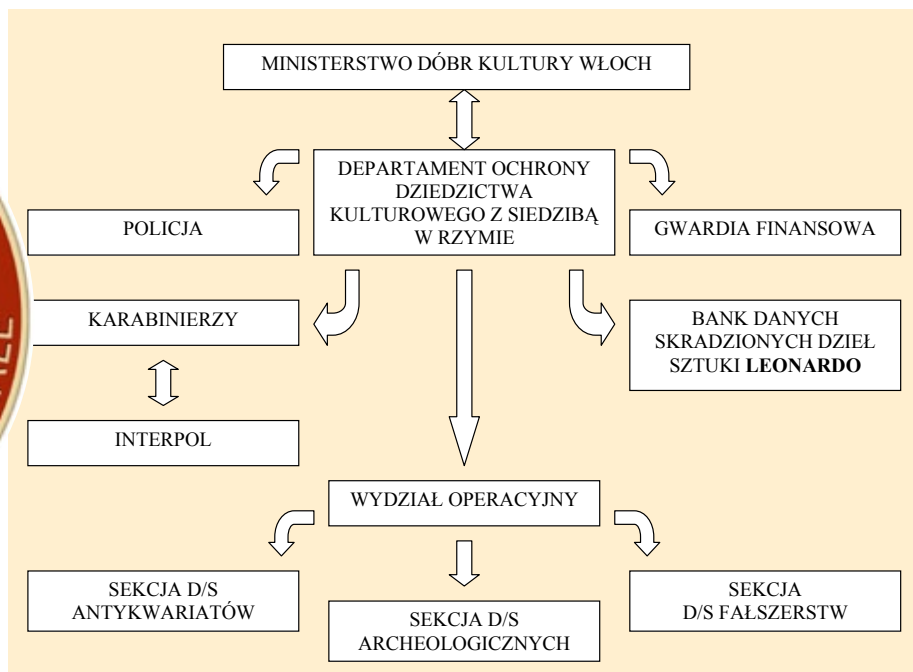 MINISTERSTWO DÓBR KULTURY WŁOCH
DEPARTAMENT OCHRONY
DZIEDZICTWA
KULTUROWEGO Z SIEDZIBĄ
W RZYMIE
POLICJA
GWARDIA FINANSOWA
KARABINIERZY
BANK DANYCH
SKRADZIONYCH DZIEŁ
SZTUKI LEONARDO
INTERPOL
WYDZIAŁ OPERACYJNY
SEKCJA D/S
ANTYKWARIATÓW
SEKCJA D/S
ARCHEOLOGICZNYCH
SEKCJA
D/S FAŁSZERSTW